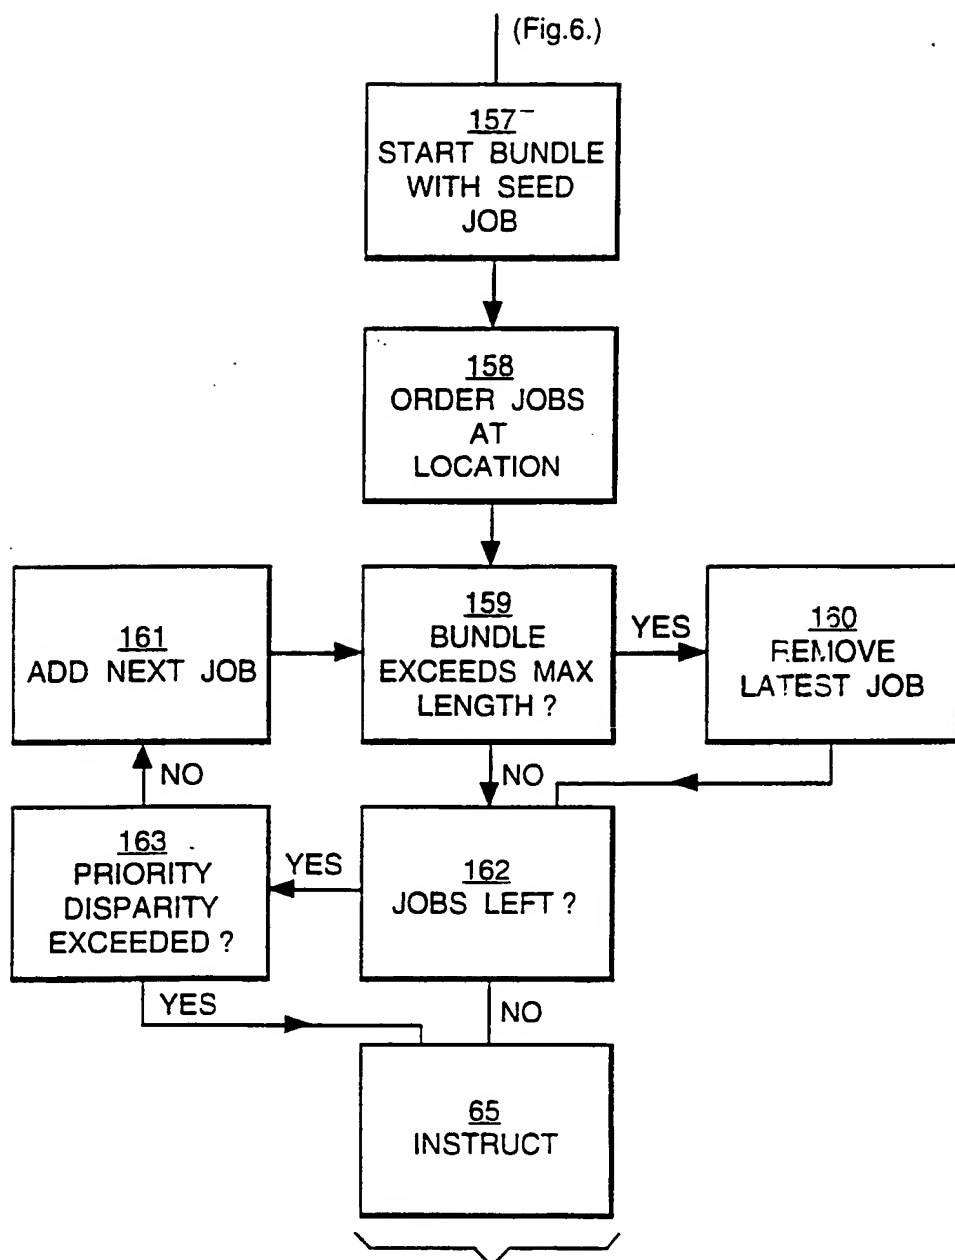 (Fig.6.)
157
START BUNDLE
WITH SEED
JOB
158
ORDER JOBS
AT
LOCATION
161
ADD NEXT JOB
159
BUNDLE
EXCEEDS MAX
LENGTH ?
YES
160
REMOVE
LATEST JOB
NO
NO
163
PRIORITY
DISPARITY
EXCEEDED ?
YES
162
JOBS LEFT ?
YES
NO
65
INSTRUCT